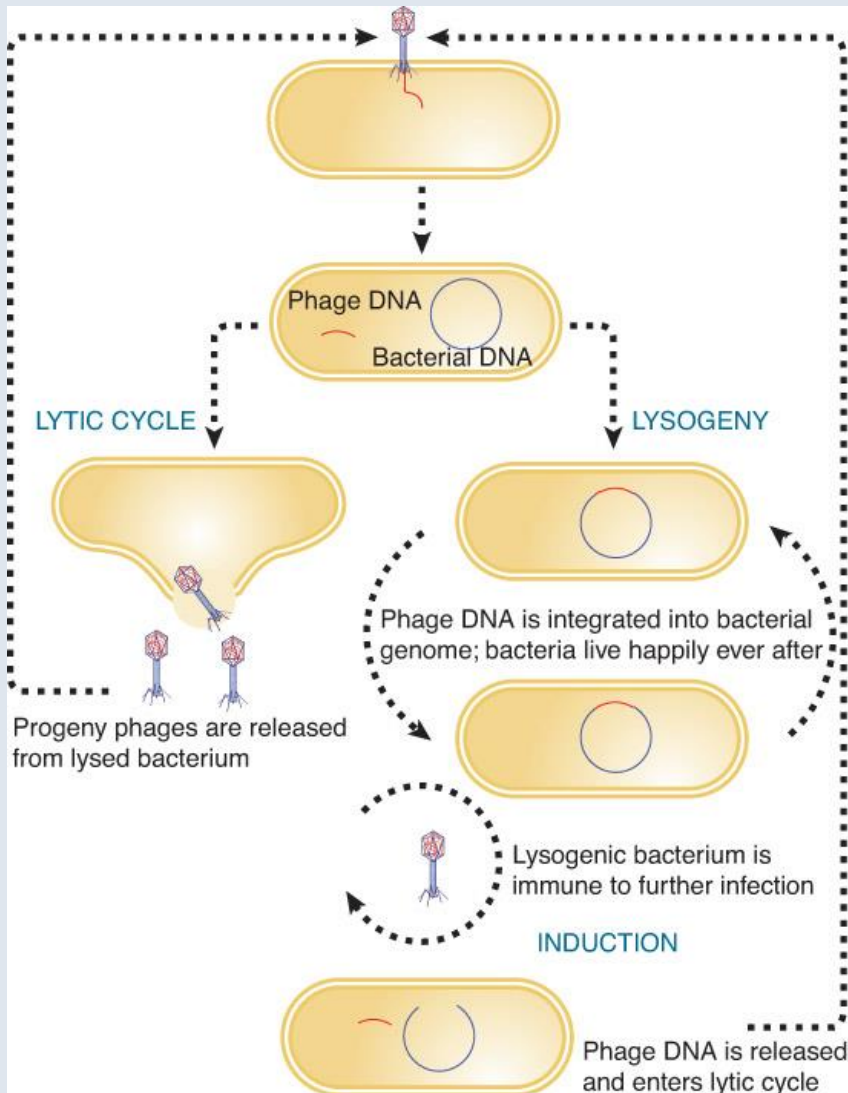 Phage DNA
Bacterial DNA
LYTIC CYCLE
LYSOGENY
Phage DNA is integrated into bacterial
genome; bacteria live happily ever after
Progeny phages are released
from lysed bacterium
Lysogenic bacterium is
immune to further infection
INDUCTION
Phage DNA is released
and enters lytic cycle